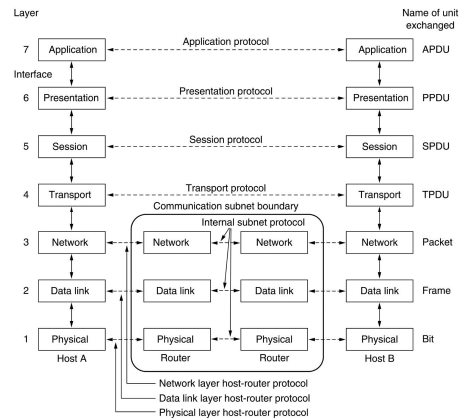 Layer
Name of unit
exchanged
7 Application Application protocol Application APDU
Interface
6 Presentation Presentation protocol Presentation PPDU
5 Session Session protocol Session SPDU
4 Transport Transport protocol Transport TPDU
Communication subnet boundary
Internal subnet protocol
3 Network Network Network Network Packet
2 Data link Data link Data link Data link Frame
1 Physical Physical Physical Physical Bit
Host A Router Router Host B
Network layer host-router protocol
Data link layer host-router protocol
Physical layer host-router protocol